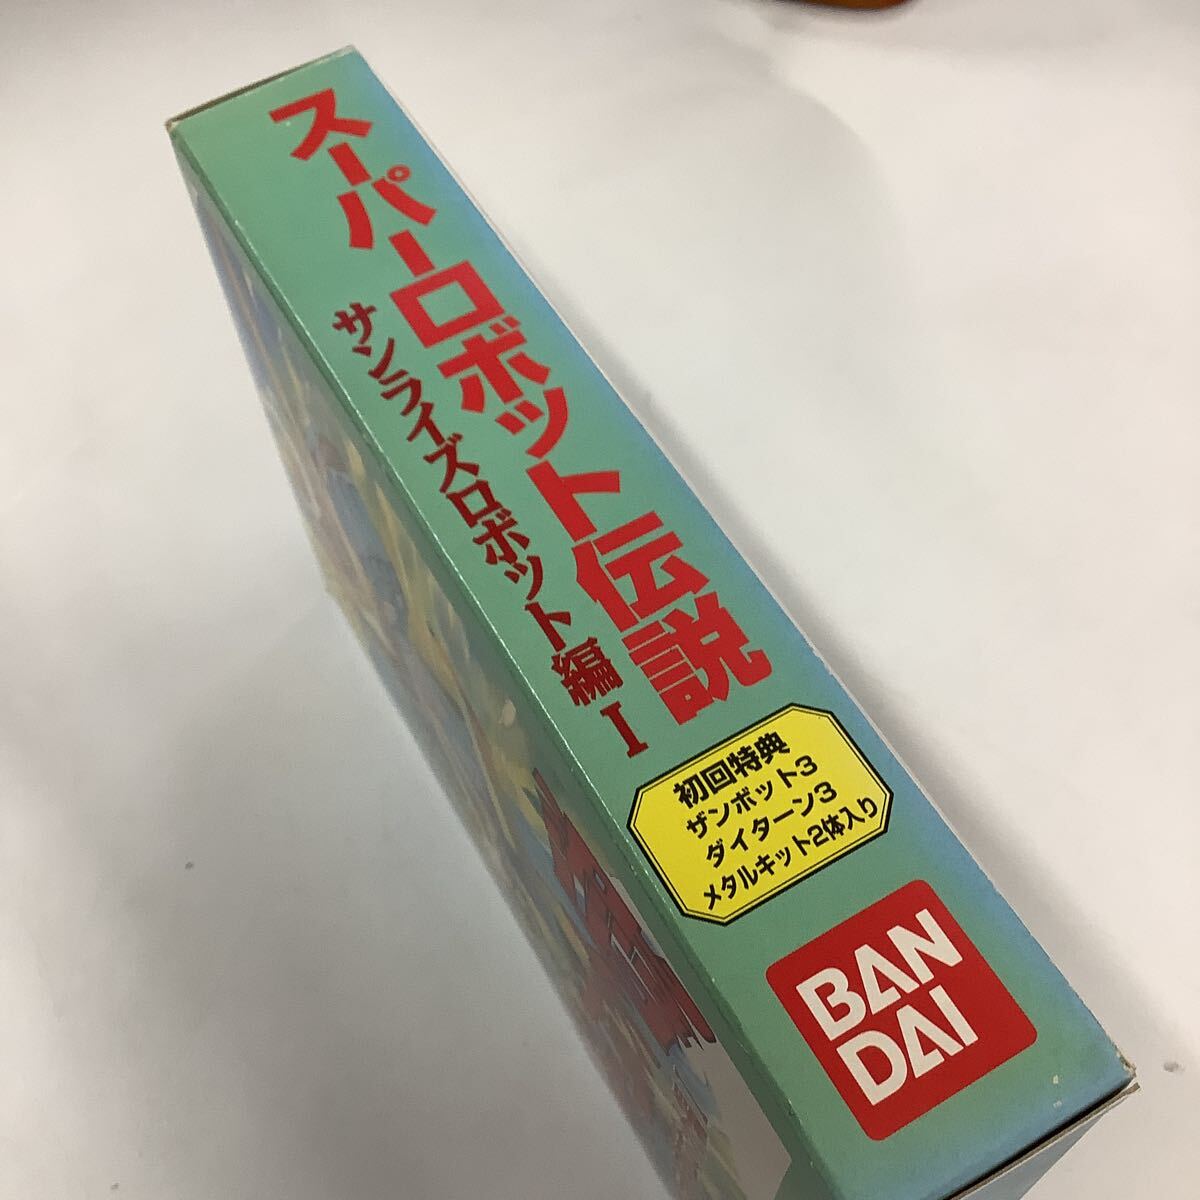 スーパーロボット伝説
サンライズロボット編 I
初回特典
ザンボット3
ダイターン3
メタルキット2体入り
BAN
DAI